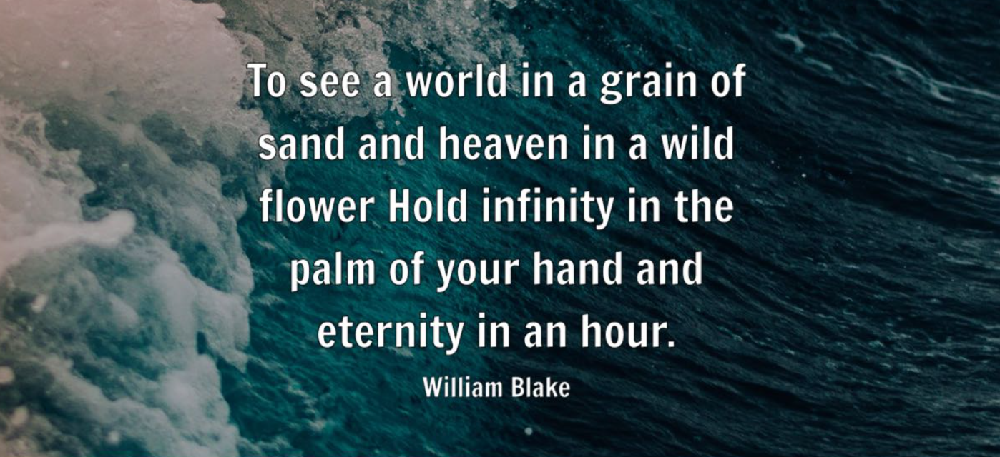 To see a world in a grain of
sand and heaven in a wild
flower Hold infinity in the
palm of your hand and
eternity in an hour.
William Blake